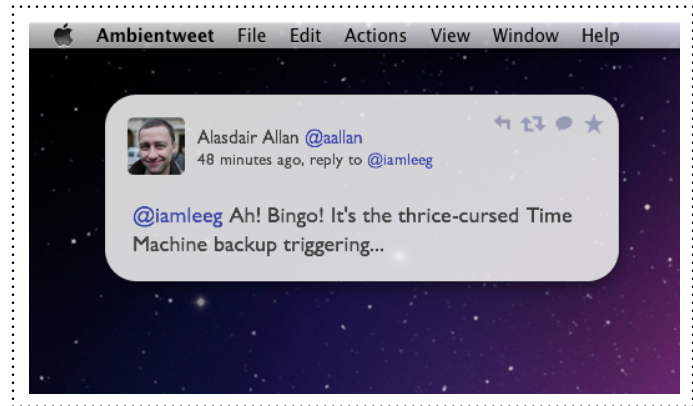 Ambientweet File Edit Actions View Window Help
Alasdair Allan @aallan
48 minutes ago, reply to @iamleeg
@iamleeg Ah! Bingo! It's the thrice-cursed Time
Machine backup triggering...